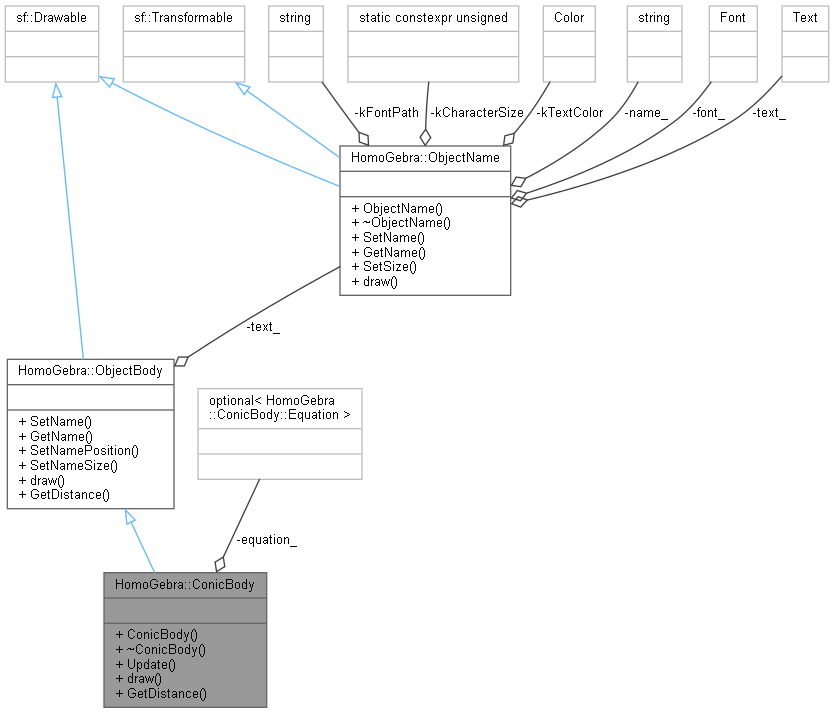 sf::Drawable
sf::Transformable
string
static constexpr unsigned
Color
string
Font
Text
-kFontPath
-kCharacterSize
-kTextColor
-name_
-font_
-text_
HomoGebra::ObjectName
+ ObjectName()
+ ~ObjectName()
+ SetName()
+ GetName()
+ SetSize()
+ draw()
-text_
HomoGebra::ObjectBody
+ SetName()
+ GetName()
+ SetNamePosition()
+ SetNameSize()
+ draw()
+ GetDistance()
optional< HomoGebra
::ConicBody::Equation >
-equation_
HomoGebra::ConicBody
+ ConicBody()
+ ~ConicBody()
+ Update()
+ draw()
+ GetDistance()